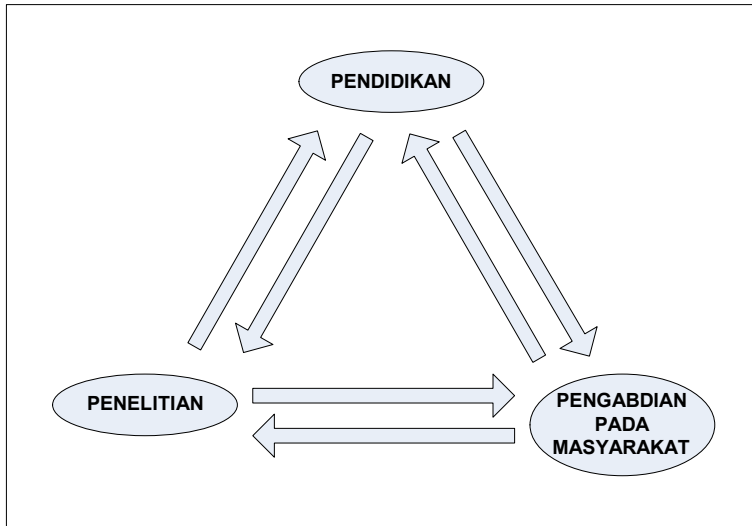 PENDIDIKAN
PENELITIAN
PENGABDIAN
PADA
MASYARAKAT